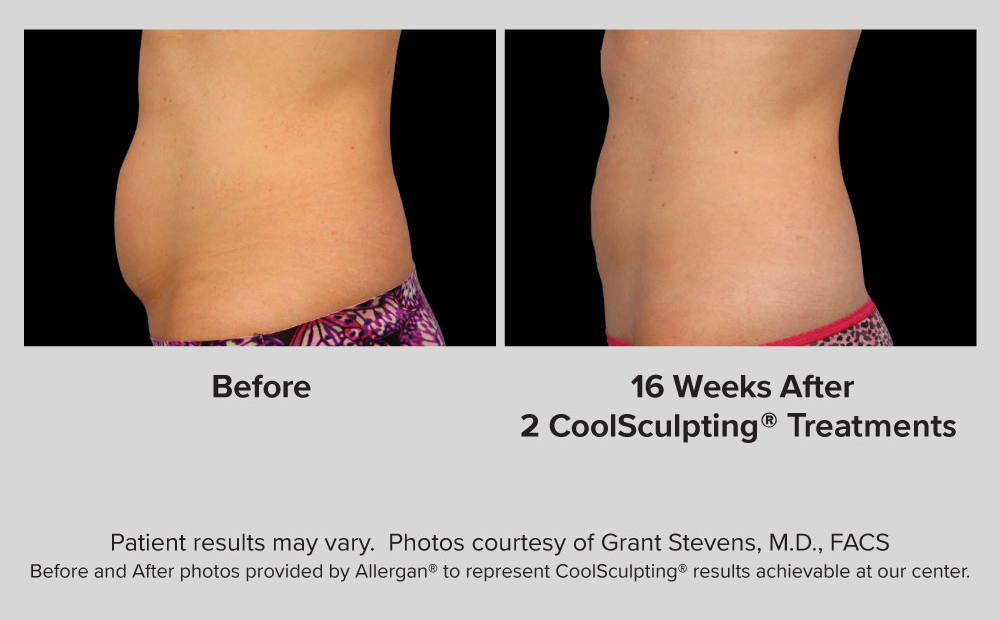 Before
16 Weeks After
2 CoolSculpting® Treatments
Patient results may vary.  Photos courtesy of Grant Stevens, M.D., FACS
Before and After photos provided by Allergan® to represent CoolSculpting® results achievable at our center.